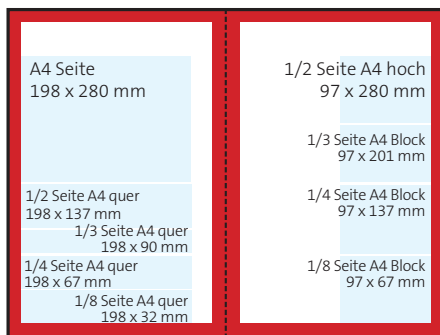 A4 Seite
198 x 280 mm
1/2 Seite A4 quer
198 x 137 mm
1/3 Seite A4 quer
198 x 90 mm
1/4 Seite A4 quer
198 x 67 mm
1/8 Seite A4 quer
198 x 32 mm
1/2 Seite A4 hoch
97 x 280 mm
1/3 Seite A4 Block
97 x 201 mm
1/4 Seite A4 Block
97 x 137 mm
1/8 Seite A4 Block
97 x 67 mm